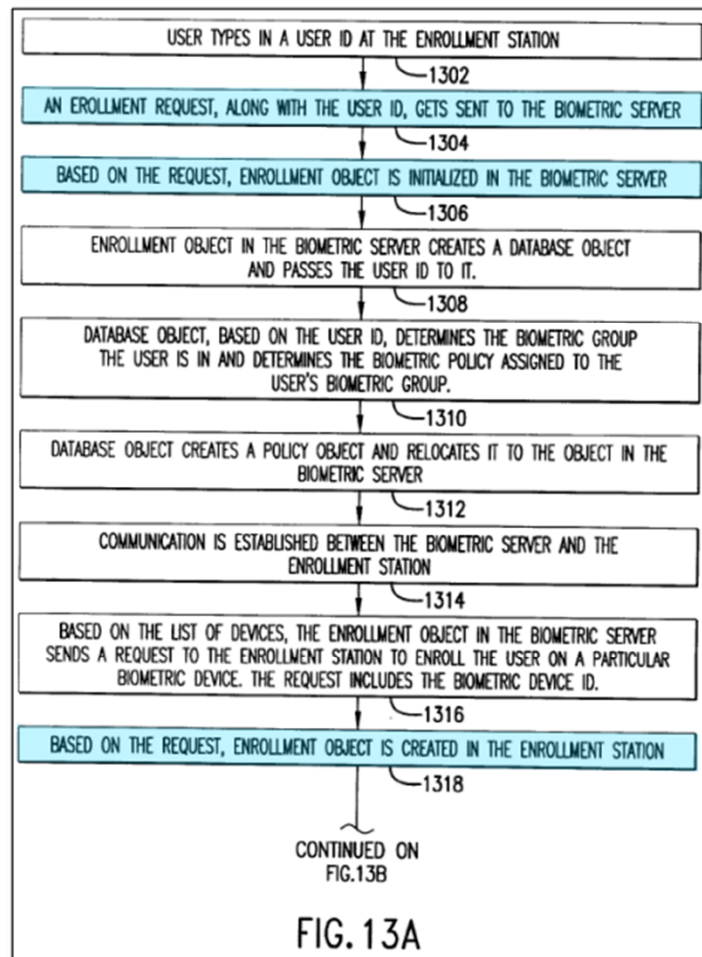 USER TYPES IN A USER ID AT THE ENROLLMENT STATION
1302
AN EROLLMENT REQUEST, ALONG WITH THE USER ID, GETS SENT TO THE BIOMETRIC SERVER
1304
BASED ON THE REQUEST, ENROLLMENT OBJECT IS INITIALIZED IN THE BIOMETRIC SERVER
1306
ENROLLMENT OBJECT IN THE BIOMETRIC SERVER CREATES A DATABASE OBJECT
AND PASSES THE USER ID TO IT.
1308
DATABASE OBJECT, BASED ON THE USER ID, DETERMINES THE BIOMETRIC GROUP
THE USER IS IN AND DETERMINES THE BIOMETRIC POLICY ASSIGNED TO THE
USER'S BIOMETRIC GROUP.
1310
DATABASE OBJECT CREATES A POLICY OBJECT AND RELOCATES IT TO THE OBJECT IN THE
BIOMETRIC SERVER
1312
COMMUNICATION IS ESTABLISHED BETWEEN THE BIOMETRIC SERVER AND THE
ENROLLMENT STATION
1314
BASED ON THE LIST OF DEVICES, THE ENROLLMENT OBJECT IN THE BIOMETRIC SERVER
SENDS A REQUEST TO THE ENROLLMENT STATION TO ENROLL THE USER ON A PARTICULAR
BIOMETRIC DEVICE. THE REQUEST INCLUDES THE BIOMETRIC DEVICE ID.
1316
BASED ON THE REQUEST, ENROLLMENT OBJECT IS CREATED IN THE ENROLLMENT STATION
1318
CONTINUED ON
FIG.13B
FIG.13A